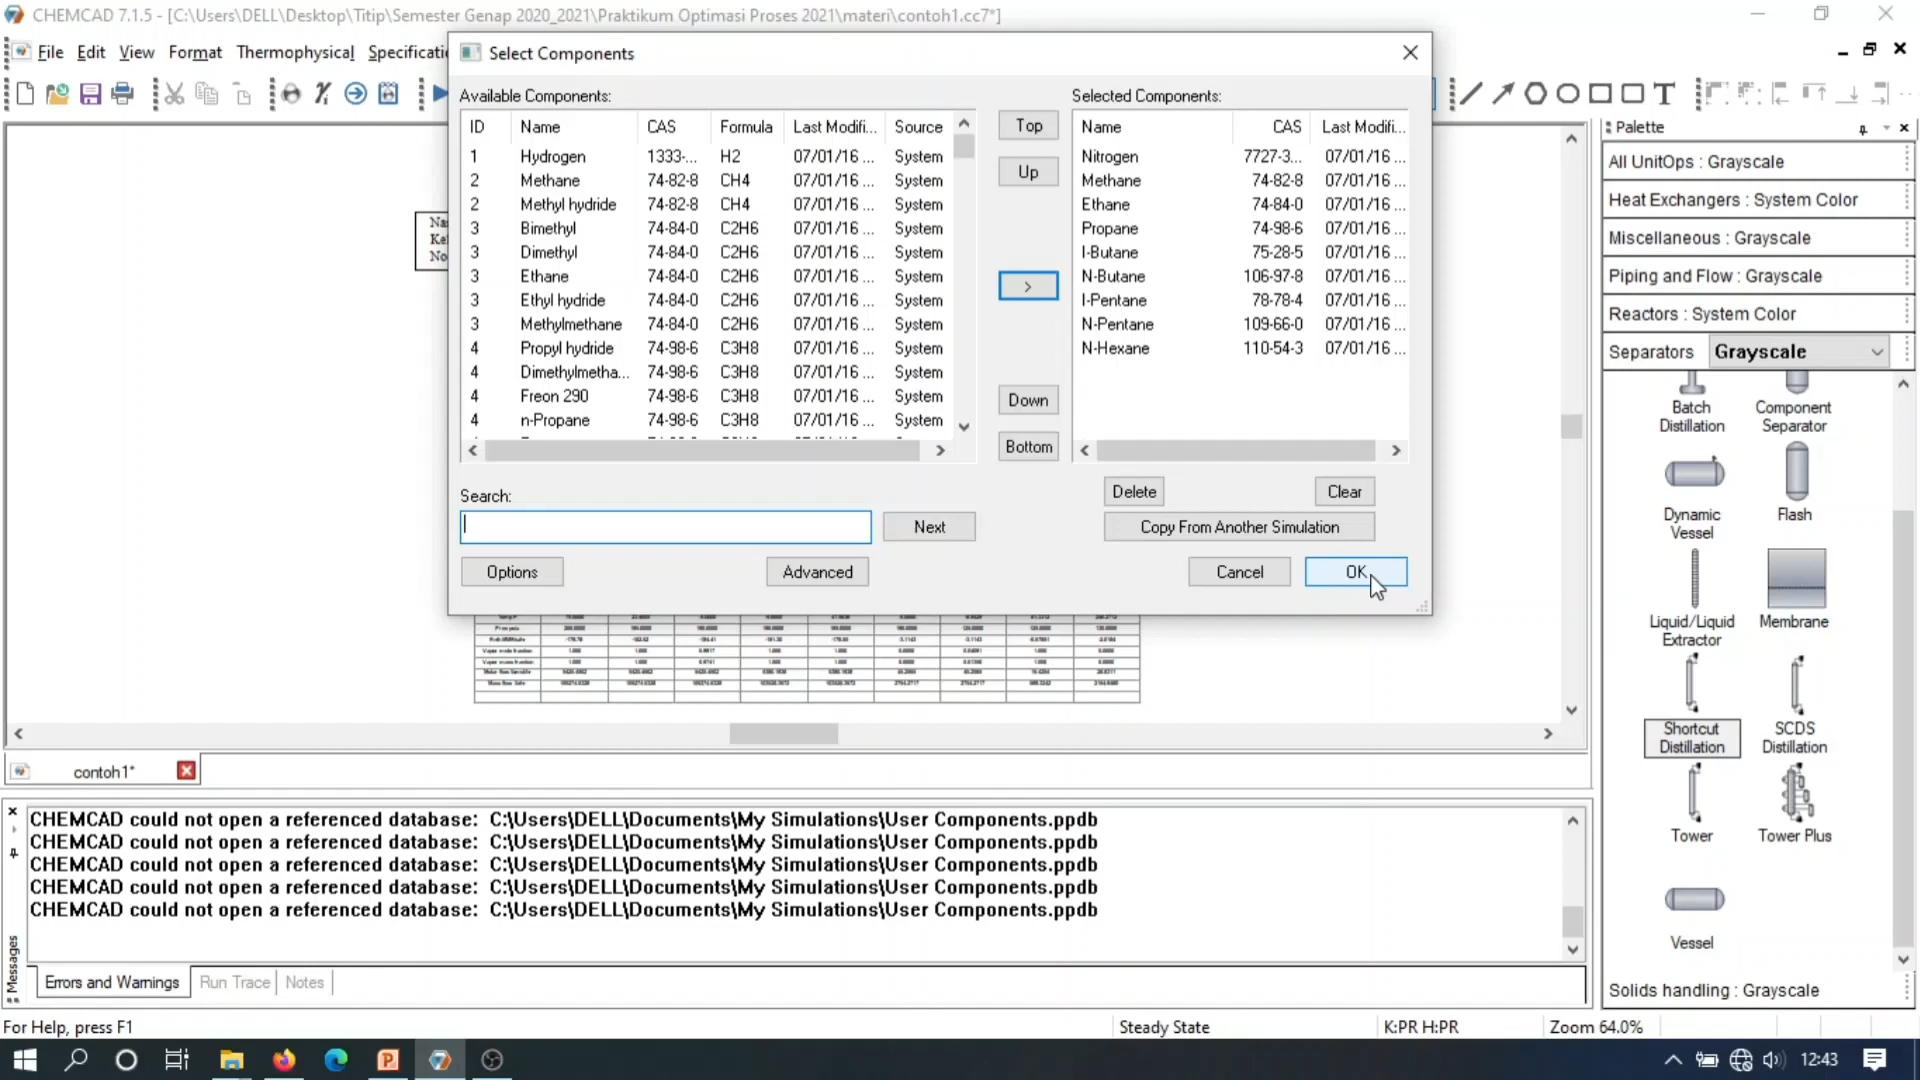 CHEMCAD 7.1.5 - [C:\Users\DELL\Desktop\Titip\Semester Genap 2020_2021\Praktikum Optimasi Proses 2021\materi\contoh1.cc7*]
File Edit View Format Thermophysical Specificatio
Select Components
Available Components:
ID Name CAS Formula Last Modifi... Source
1 Hydrogen 1333-... H2 07/01/16 ... System
2 Methane 74-82-8 CH4 07/01/16 ... System
2 Methyl hydride 74-82-8 CH4 07/01/16 ... System
3 Bimethyl 74-84-0 C2H6 07/01/16 ... System
3 Dimethyl 74-84-0 C2H6 07/01/16 ... System
3 Ethane 74-84-0 C2H6 07/01/16 ... System
3 Ethyl hydride 74-84-0 C2H6 07/01/16 ... System
3 Methylmethane 74-84-0 C2H6 07/01/16 ... System
4 Propyl hydride 74-98-6 C3H8 07/01/16 ... System
4 Dimethylmetha... 74-98-6 C3H8 07/01/16 ... System
4 Freon 290 74-98-6 C3H8 07/01/16 ... System
4 n-Propane 74-98-6 C3H8 07/01/16 ... System
Top
Up
>
Down
Bottom
Selected Components:
Name CAS Last Modifi...
Nitrogen 7727-3... 07/01/16 ...
Methane 74-82-8 07/01/16 ...
Ethane 74-84-0 07/01/16 ...
Propane 74-98-6 07/01/16 ...
I-Butane 75-28-5 07/01/16 ...
N-Butane 106-97-8 07/01/16 ...
I-Pentane 78-78-4 07/01/16 ...
N-Pentane 109-66-0 07/01/16 ...
N-Hexane 110-54-3 07/01/16 ...
Delete Clear
Search:
Next Copy From Another Simulation
Options Advanced Cancel OK
Na
Kel
No
contoh1*
CHEMCAD could not open a referenced database: C:\Users\DELL\Documents\My Simulations\User Components.ppdb
CHEMCAD could not open a referenced database: C:\Users\DELL\Documents\My Simulations\User Components.ppdb
CHEMCAD could not open a referenced database: C:\Users\DELL\Documents\My Simulations\User Components.ppdb
CHEMCAD could not open a referenced database: C:\Users\DELL\Documents\My Simulations\User Components.ppdb
CHEMCAD could not open a referenced database: C:\Users\DELL\Documents\My Simulations\User Components.ppdb
Messages
Errors and Warnings Run Trace Notes
Palette
All UnitOps : Grayscale
Heat Exchangers : System Color
Miscellaneous : Grayscale
Piping and Flow : Grayscale
Reactors : System Color
Separators Grayscale
Batch Distillation
Component Separator
Dynamic Vessel
Flash
Liquid/Liquid Extractor
Membrane
Shortcut Distillation
SCDS Distillation
Tower
Tower Plus
Vessel
Solids handling : Grayscale
For Help, press F1 Steady State K:PR H:PR Zoom 64.0%
12:43